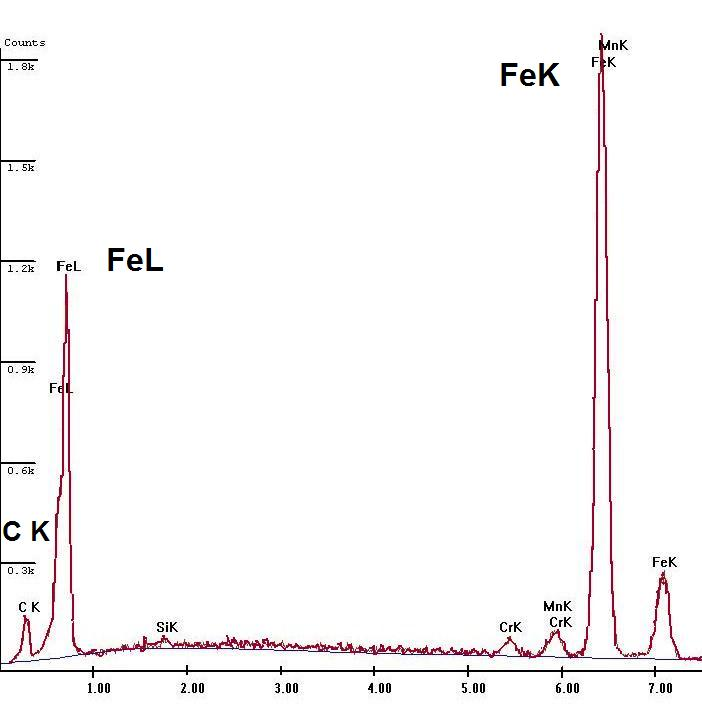 Counts
MnK
1.8k
FeK
FeK
1.5k
FeL
FeL
1.2k
0.9k
FeL
0.6k
C K
0.3k
FeK
C K
MnK
SiK
CrK
CrK
1.00 2.00 3.00 4.00 5.00 6.00 7.00